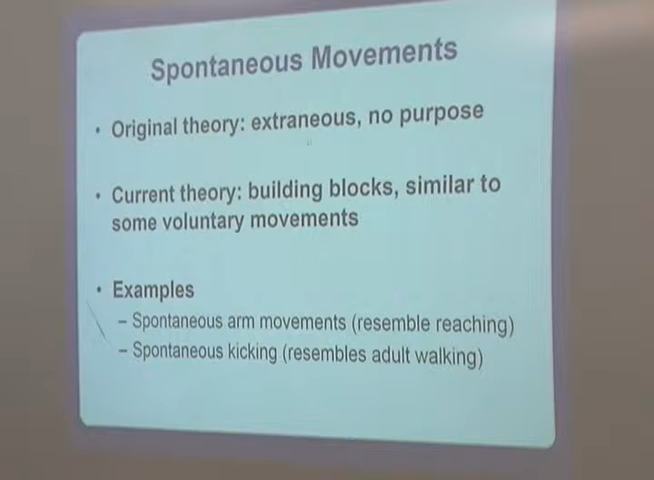 Spontaneous Movements
• Original theory: extraneous, no purpose
• Current theory: building blocks, similar to
some voluntary movements
• Examples
– Spontaneous arm movements (resemble reaching)
– Spontaneous kicking (resembles adult walking)